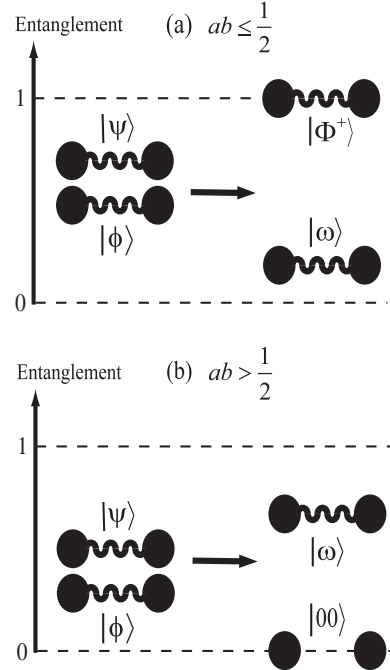 Entanglement (a) ab ≤ 1/2
1
|ψ⟩
|Φ⁺⟩
|ϕ⟩
|ω⟩
0
Entanglement (b) ab > 1/2
1
|ψ⟩
|ω⟩
|ϕ⟩
|00⟩
0